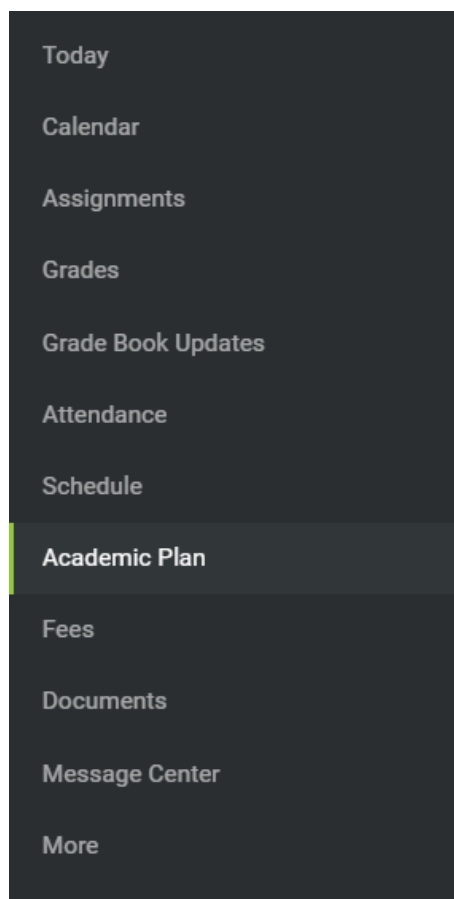 Today
Calendar
Assignments
Grades
Grade Book Updates
Attendance
Schedule
Academic Plan
Fees
Documents
Message Center
More